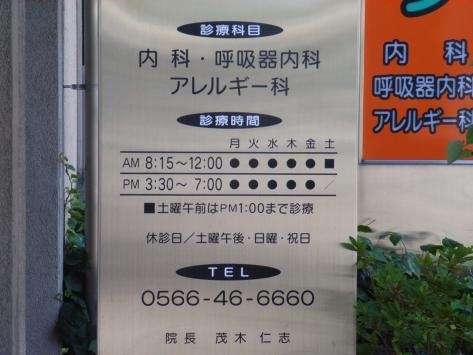 診療科目
内科・呼吸器内科
アレルギー科
診療時間
月 火 水 木 金 土
AM 8:15～12:00 ● ● ● ● ● ■
PM 3:30～ 7:00 ● ● ● ● ● ／
■土曜午前はPM1:00まで診療
休診日／土曜午後・日曜・祝日
TEL
0566-46-6660
院長 茂木仁志
内 科
呼吸器内科
アレルギー科